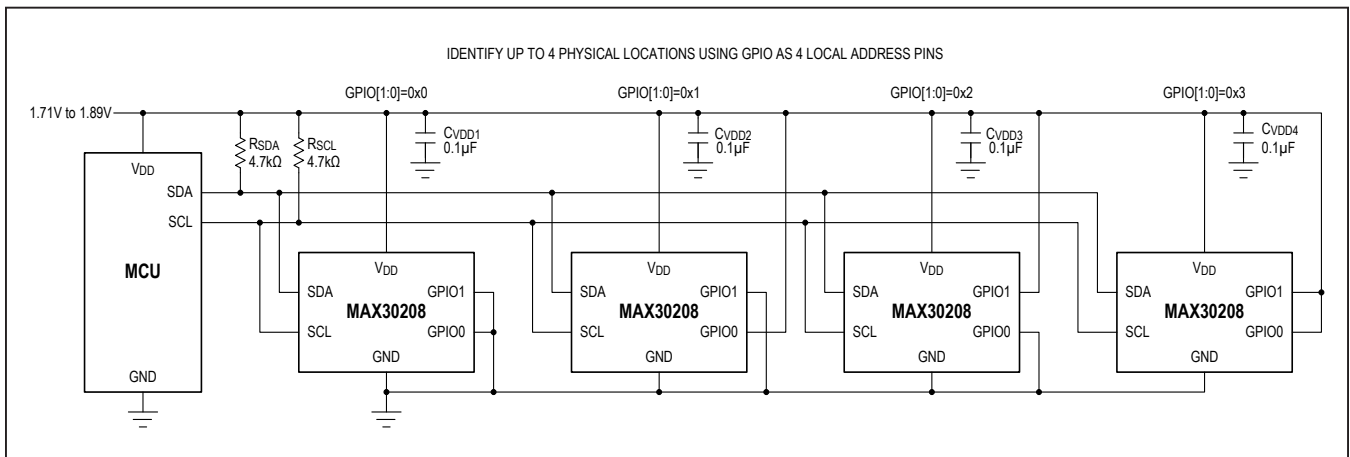 IDENTIFY UP TO 4 PHYSICAL LOCATIONS USING GPIO AS 4 LOCAL ADDRESS PINS
GPIO[1:0]=0x0
GPIO[1:0]=0x1
GPIO[1:0]=0x2
GPIO[1:0]=0x3
1.71V to 1.89V
RSDA
4.7kΩ
RSCL
4.7kΩ
CVDD1
0.1µF
CVDD2
0.1µF
CVDD3
0.1µF
CVDD4
0.1µF
VDD
SDA
SCL
MCU
GND
VDD
SDA
GPIO1
MAX30208
SCL
GPIO0
GND
VDD
SDA
GPIO1
MAX30208
SCL
GPIO0
GND
VDD
SDA
GPIO1
MAX30208
SCL
GPIO0
GND
VDD
SDA
GPIO1
MAX30208
SCL
GPIO0
GND